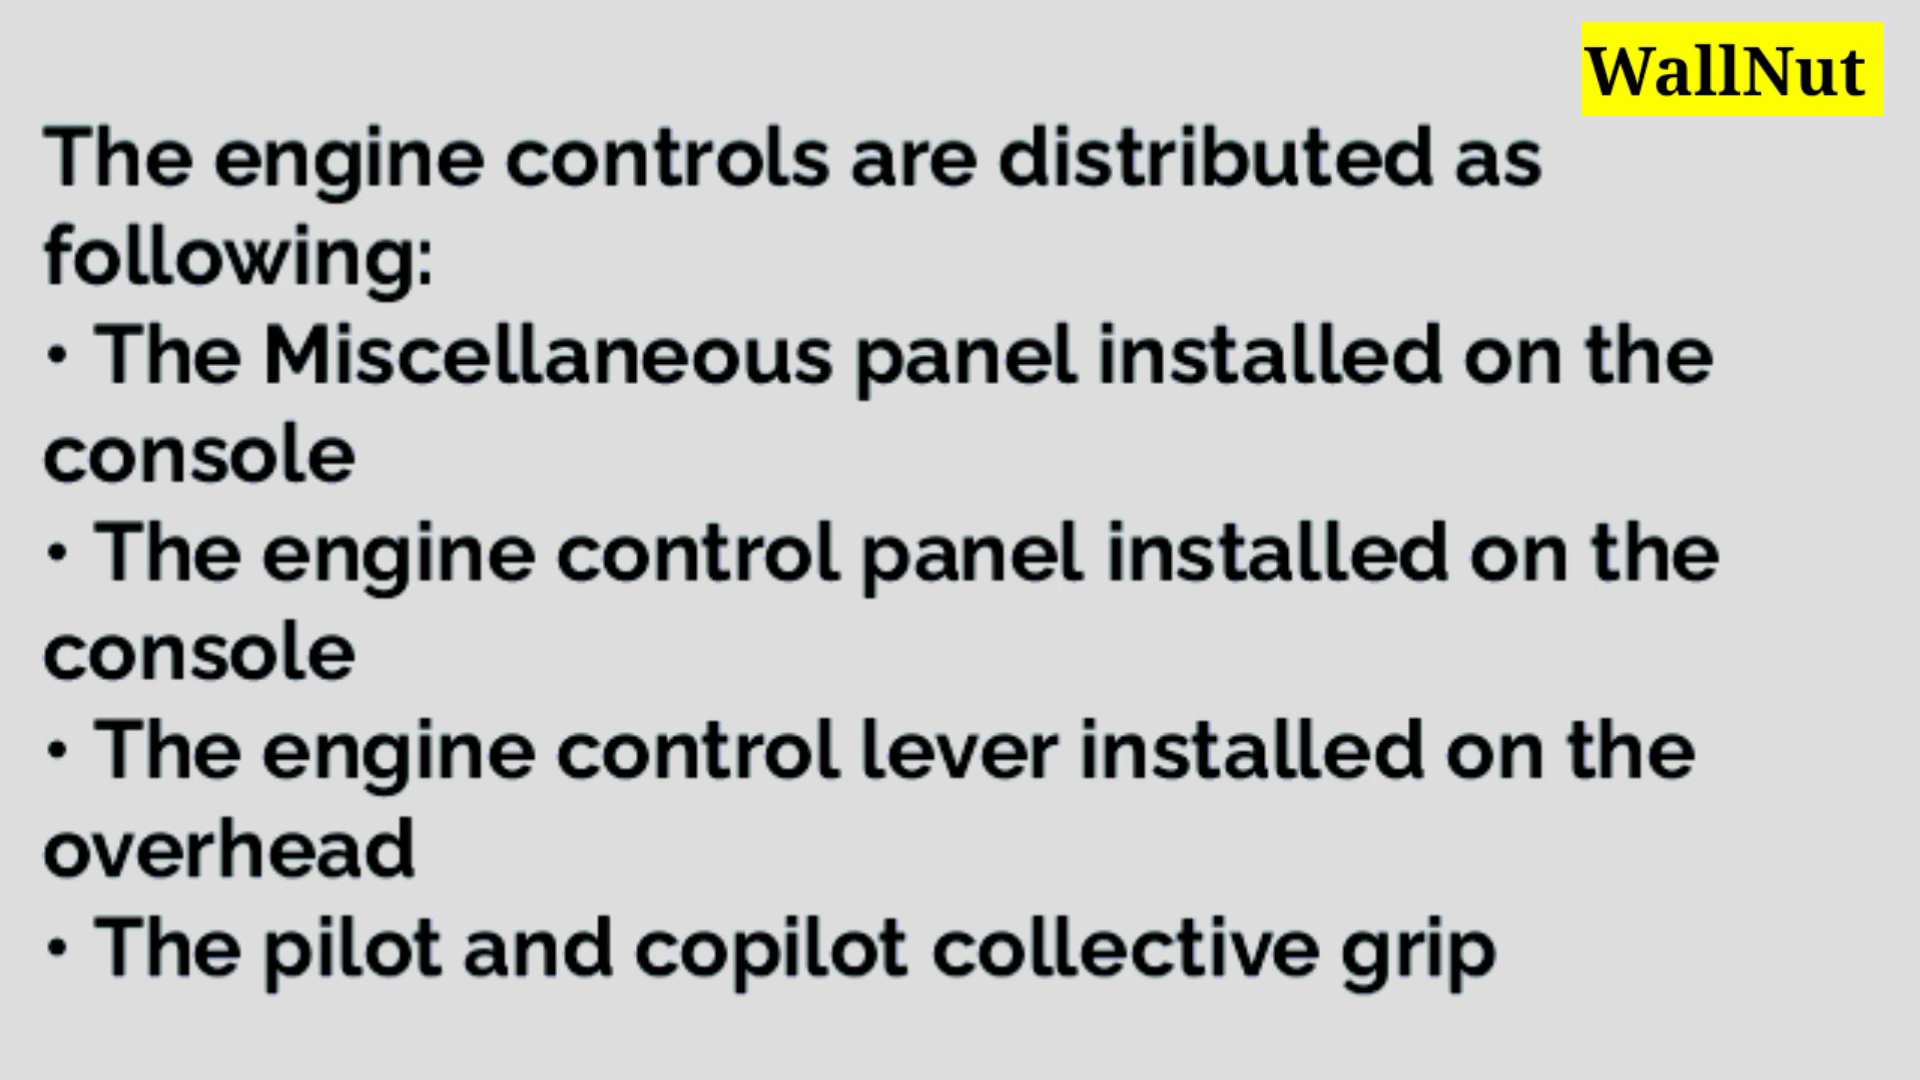 WallNut
The engine controls are distributed as
following:
• The Miscellaneous panel installed on the
console
• The engine control panel installed on the
console
• The engine control lever installed on the
overhead
• The pilot and copilot collective grip